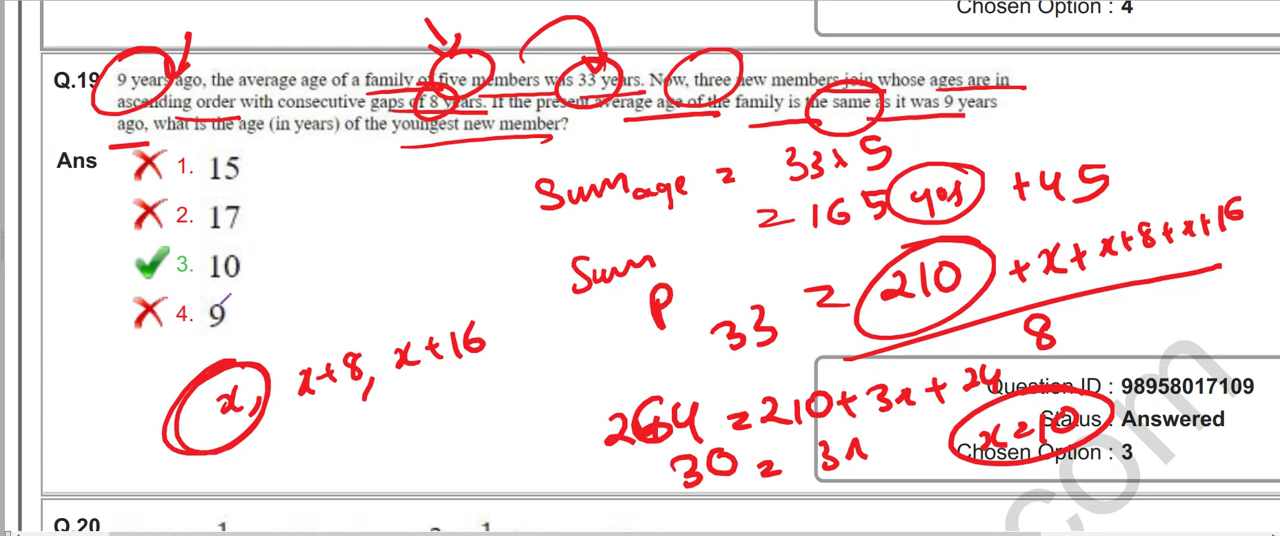 Chosen Option : 4
Q.19 9 years ago, the average age of a family of five members was 33 years. Now, three new members join whose ages are in
ascending order with consecutive gaps of 8 years. If the present average age of the family is the same as it was 9 years
ago, what is the age (in years) of the youngest new member?
Ans
1. 15
2. 17
3. 10
4. 9
Sum age = 33 x 5
= 165 yrs + 45
Sum
P
33 = 210 + x + x+8 + x+16
8
x, x+8, x+16
264 = 210 + 3x + 24
30 = 3x
x = 10
Question ID : 98958017109
Status : Answered
Chosen Option : 3
Q.20
com